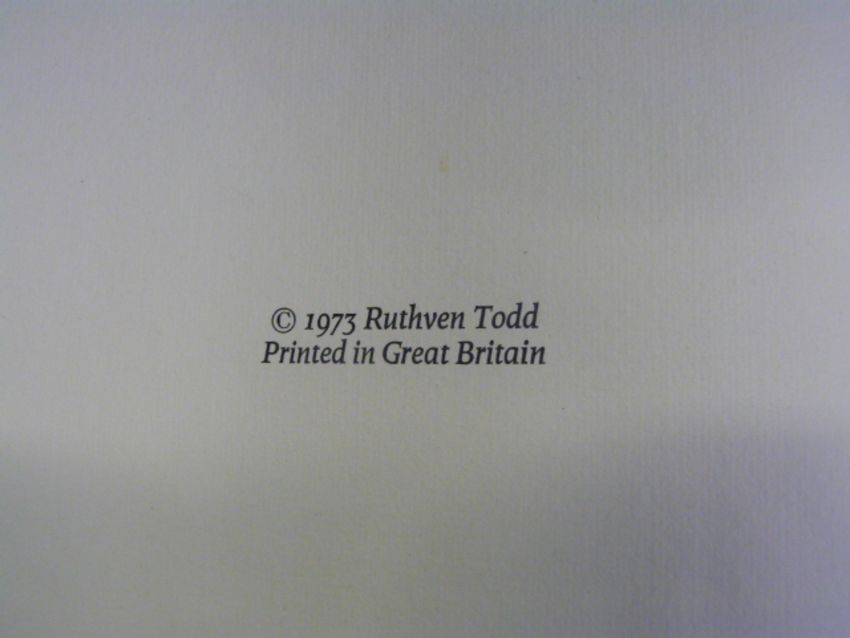 © 1973 Ruthven Todd
Printed in Great Britain